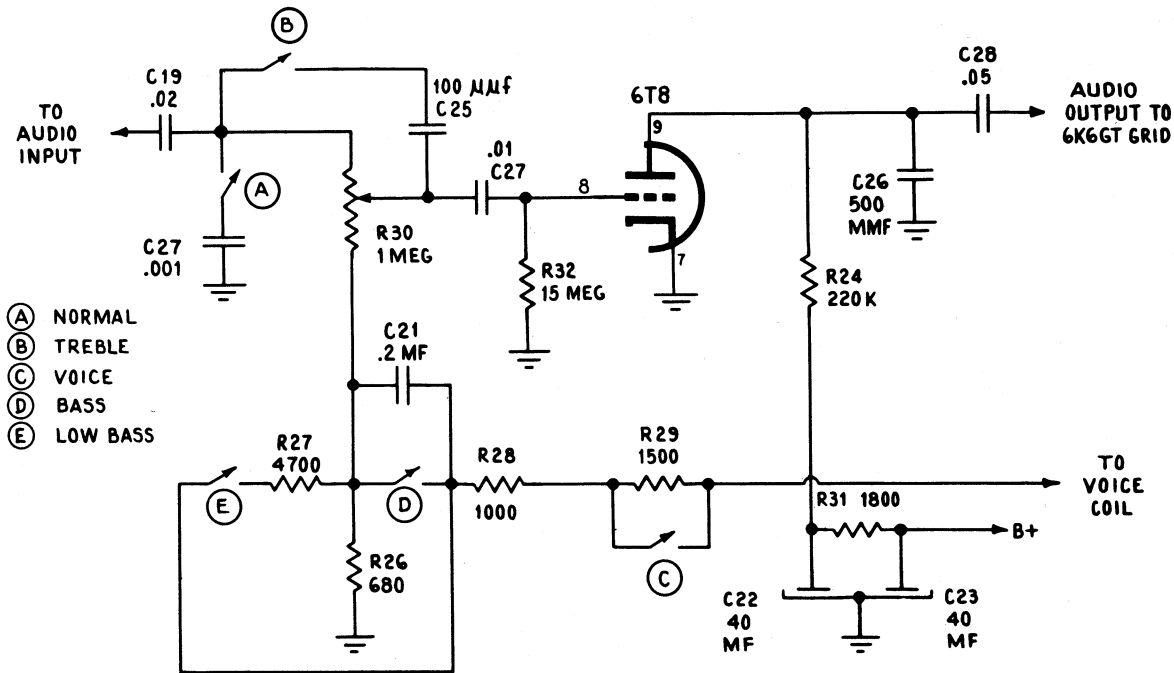 B
C19
.02
100 µµf
C25
6T8
9
C28
.05
TO
AUDIO
INPUT
AUDIO
OUTPUT TO
6K6GT GRID
A
.01
C27
8
7
C26
500
MMF
C27
.001
R30
1 MEG
R32
15 MEG
R24
220 K
A NORMAL
B TREBLE
C VOICE
D BASS
E LOW BASS
C21
.2 MF
R27
4700
E
D
R28
1000
R29
1500
C
TO
VOICE
COIL
R31 1800
B+
R26
680
C22
40
MF
C23
40
MF